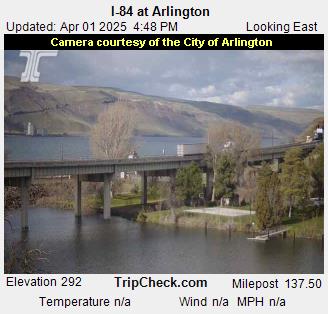 I-84 at Arlington
Updated: Apr 01 2025 4:48 PM Looking East
Camera courtesy of the City of Arlington
Elevation 292 TripCheck.com Milepost 137.50
Temperature n/a Wind n/a MPH n/a